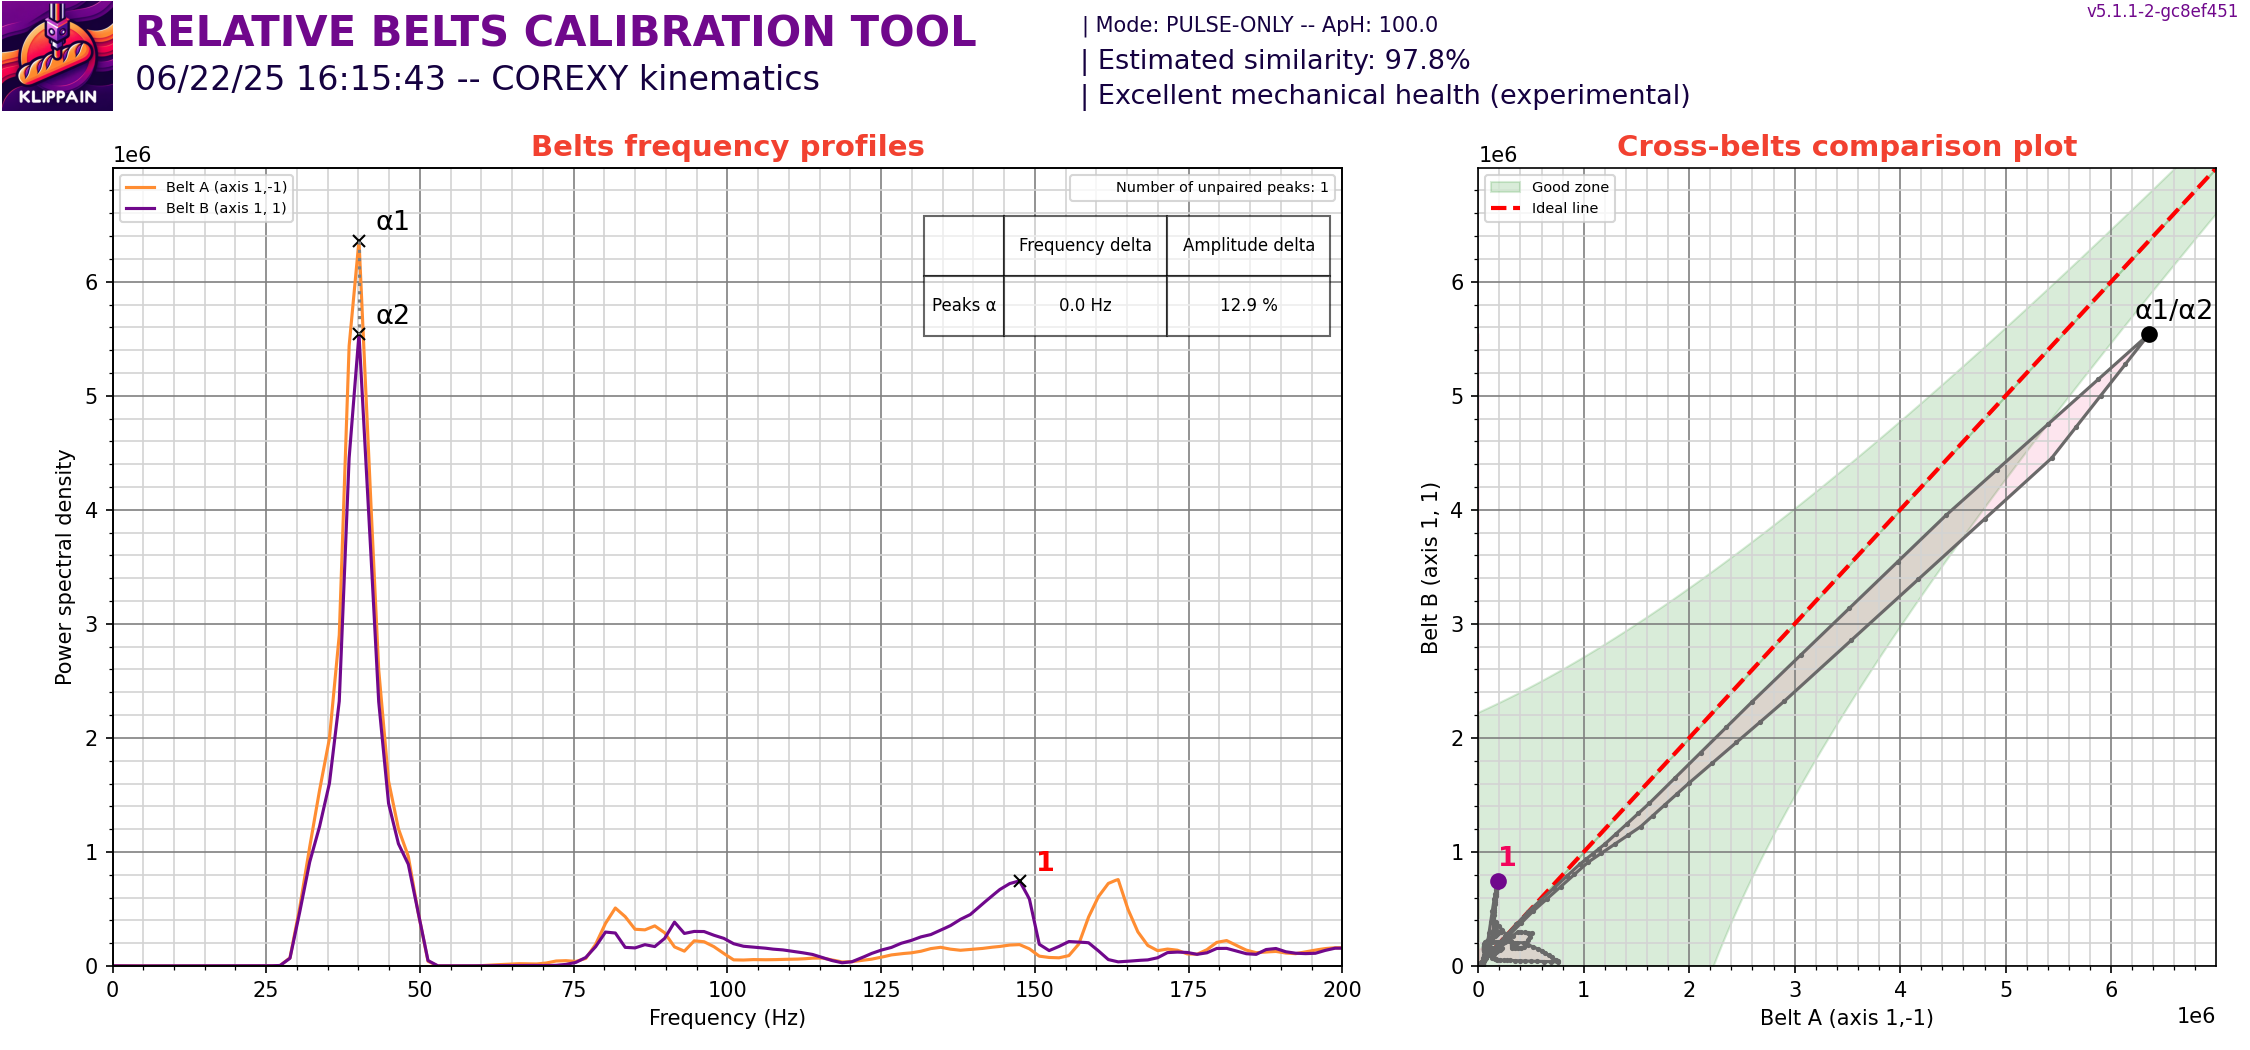 KLIPPAIN
RELATIVE BELTS CALIBRATION TOOL
06/22/25 16:15:43 -- COREXY kinematics
| Mode: PULSE-ONLY -- ApH: 100.0
| Estimated similarity: 97.8%
| Excellent mechanical health (experimental)
v5.1.1-2-gc8ef451
Belts frequency profiles
1e6
Belt A (axis 1,-1)
Belt B (axis 1, 1)
Number of unpaired peaks: 1
Frequency delta Amplitude delta
Peaks α 0.0 Hz 12.9 %
α1
α2
1
Power spectral density
6
5
4
3
2
1
0
0 25 50 75 100 125 150 175 200
Frequency (Hz)
Cross-belts comparison plot
1e6
Good zone
Ideal line
α1/α2
1
Belt B (axis 1, 1)
6
5
4
3
2
1
0
0 1 2 3 4 5 6
1e6
Belt A (axis 1,-1)